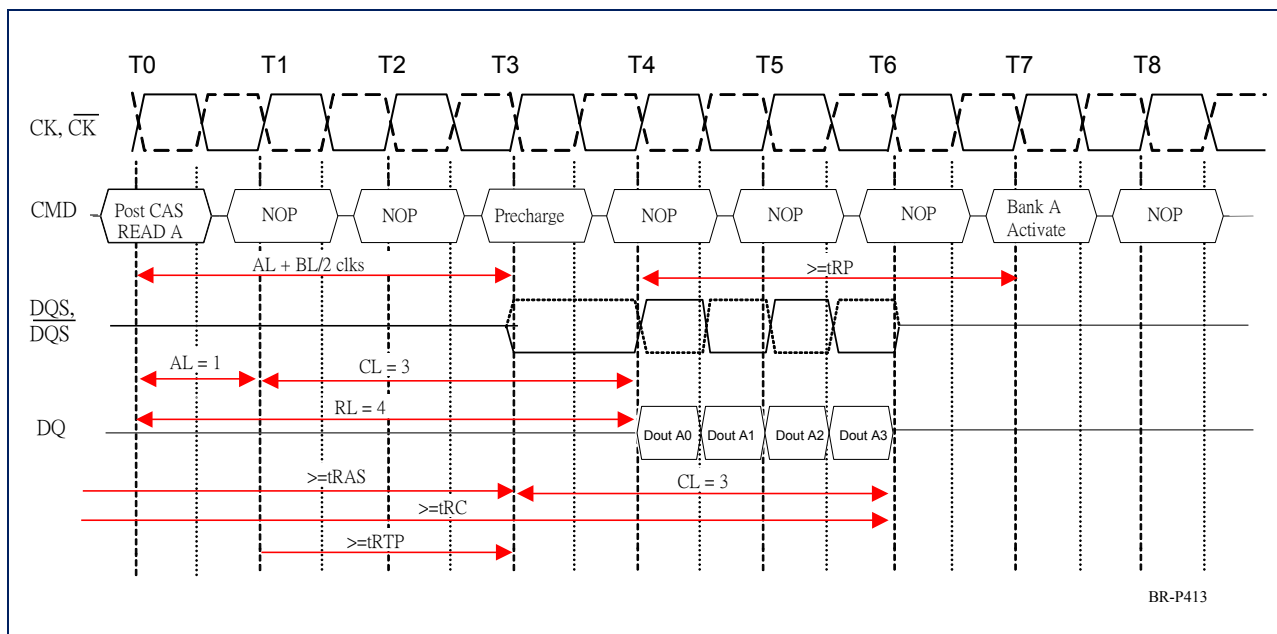 T0 T1 T2 T3 T4 T5 T6 T7 T8
CK, CK
CMD
Post CAS READ A
NOP
NOP
Precharge
NOP
NOP
NOP
Bank A Activate
NOP
AL + BL/2 clks
>=tRP
DQS,
DQS
AL = 1
CL = 3
RL = 4
DQ
Dout A0
Dout A1
Dout A2
Dout A3
>=tRAS
CL = 3
>=tRC
>=tRTP
BR-P413